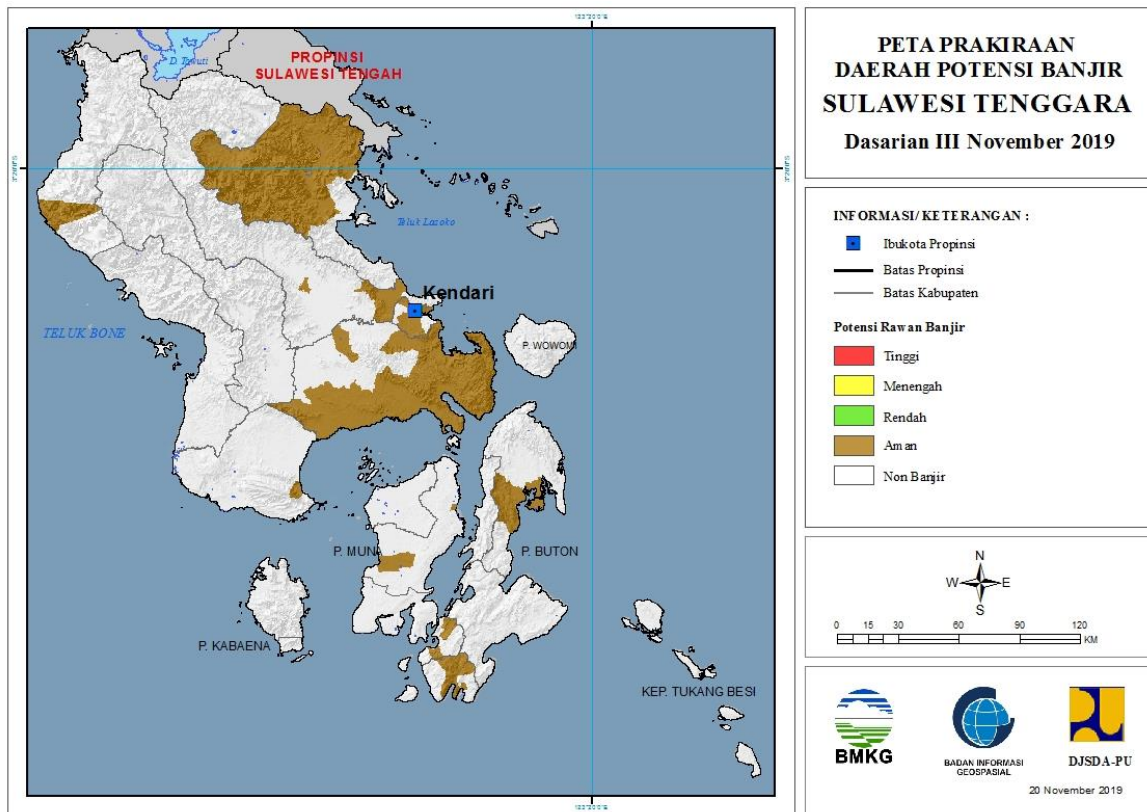 PETA PRAKIRAAN
DAERAH POTENSI BANJIR
SULAWESI TENGGARA
Dasarian III November 2019
INFORMASI/ KETERANGAN :
Ibukota Propinsi
Batas Propinsi
Batas Kabupaten
Potensi Rawan Banjir
Tinggi
Menengah
Rendah
Aman
Non Banjir
N
W E
S
0 15 30 60 90 120
KM
BMKG
BADAN INFORMASI
GEOSPASIAL
DJSDA-PU
20 November 2019
PROPINSI
SULAWESI TENGAH
D. Towuti
Teluk Lasoko
Kendari
TELUK BONE
P. WOWONI
P. MUNA
P. BUTON
P. KABAENA
KEP. TUKANG BESI